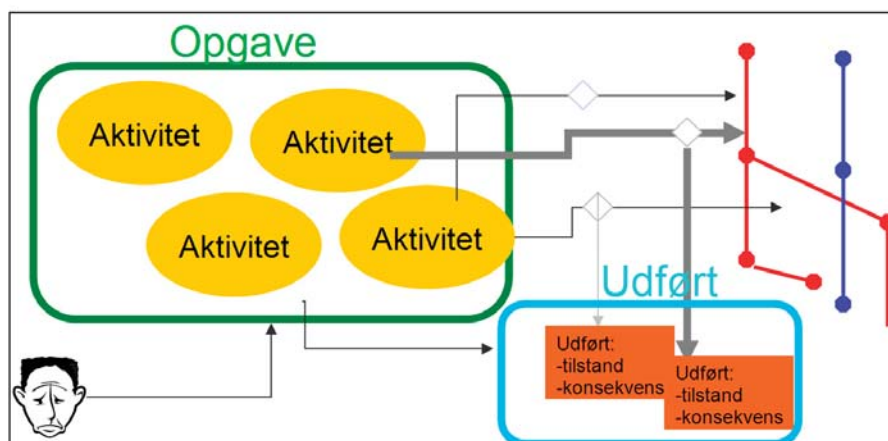 Opgave
Aktivitet
Aktivitet
Aktivitet
Aktivitet
Udført
Udført:
-tilstand
-konsekvens
Udført:
-tilstand
-konsekvens